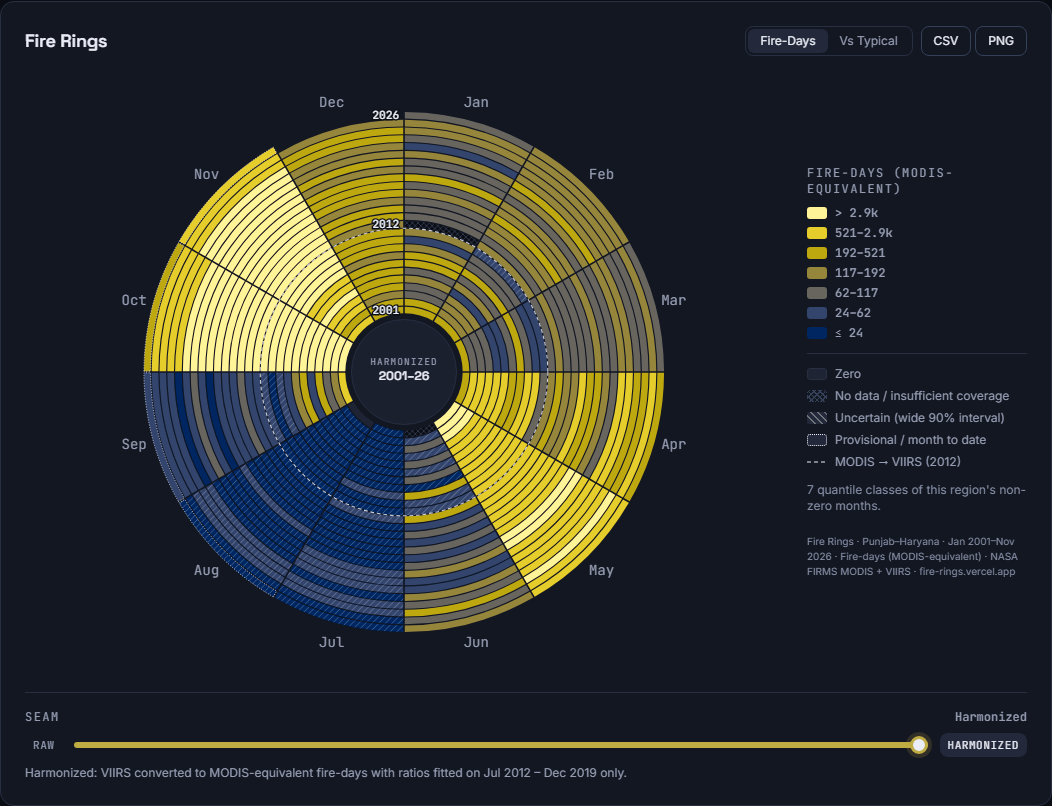 Fire Rings
Fire-Days
Vs Typical
CSV
PNG
Dec
Jan
2026
Nov
Feb
2012
Oct
Mar
2001
HARMONIZED
2001–26
Sep
Apr
Aug
May
Jul
Jun
FIRE-DAYS (MODIS-
EQUIVALENT)
> 2.9k
521–2.9k
192–521
117–192
62–117
24–62
≤ 24
Zero
No data / insufficient coverage
Uncertain (wide 90% interval)
Provisional / month to date
MODIS → VIIRS (2012)
7 quantile classes of this region's non-
zero months.
Fire Rings · Punjab–Haryana · Jan 2001–Nov
2026 · Fire-days (MODIS-equivalent) · NASA
FIRMS MODIS + VIIRS · fire-rings.vercel.app
SEAM
Harmonized
RAW
HARMONIZED
Harmonized: VIIRS converted to MODIS-equivalent fire-days with ratios fitted on Jul 2012 – Dec 2019 only.